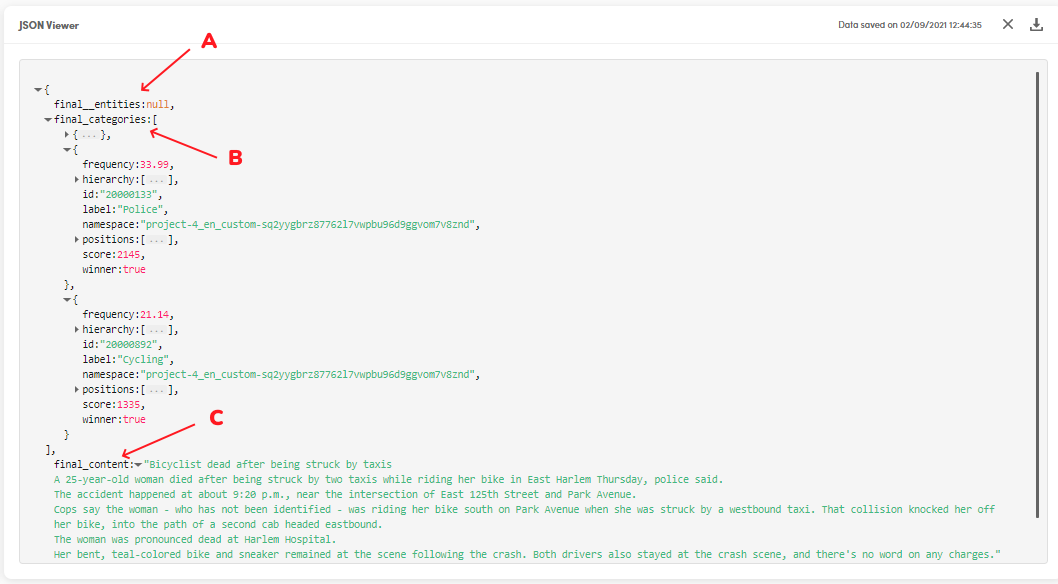 JSON Viewer
Data saved on 02/09/2021 12:44:35
A
{
final__entities:null,
final_categories:[
{ ... },
B
{
frequency:33.99,
hierarchy:[ ... ],
id:"20000133",
label:"Police",
namespace:"project-4_en_custom-sq2yygbrz87762l7vwpbu96d9ggvom7v8znd",
positions:[ ... ],
score:2145,
winner:true
},
{
frequency:21.14,
hierarchy:[ ... ],
id:"20000892",
label:"Cycling",
namespace:"project-4_en_custom-sq2yygbrz87762l7vwpbu96d9ggvom7v8znd",
positions:[ ... ],
score:1335,
winner:true
C
}
],
final_content:"Bicyclist dead after being struck by taxis
A 25-year-old woman died after being struck by two taxis while riding her bike in East Harlem Thursday, police said.
The accident happened at about 9:20 p.m., near the intersection of East 125th Street and Park Avenue.
Cops say the woman - who has not been identified - was riding her bike south on Park Avenue when she was struck by a westbound taxi. That collision knocked her off
her bike, into the path of a second cab headed eastbound.
The woman was pronounced dead at Harlem Hospital.
Her bent, teal-colored bike and sneaker remained at the scene following the crash. Both drivers also stayed at the crash scene, and there's no word on any charges."